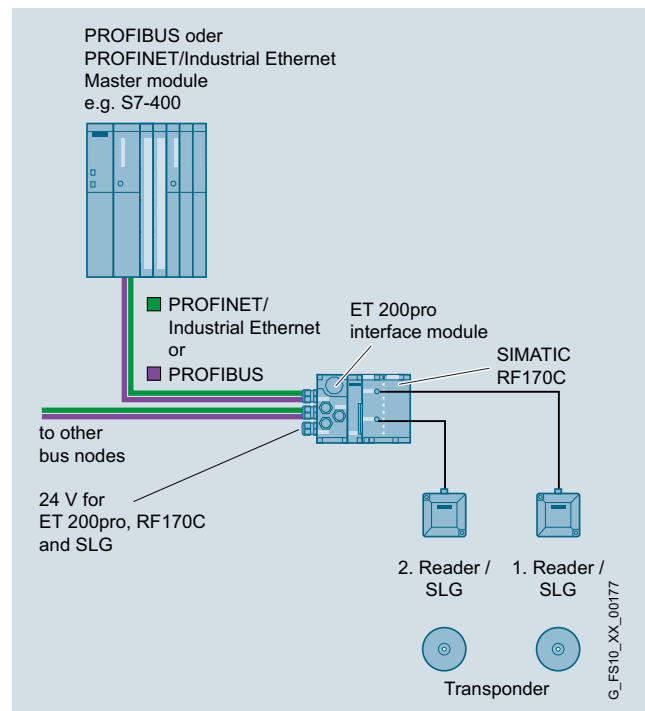 PROFIBUS oder
PROFINET/Industrial Ethernet
Master module
e.g. S7-400
PROFINET/
Industrial Ethernet
or
PROFIBUS
ET 200pro
interface module
SIMATIC
RF170C
to other
bus nodes
24 V for
ET 200pro, RF170C
and SLG
2. Reader /
SLG
1. Reader /
SLG
Transponder
G_FS10_XX_00177